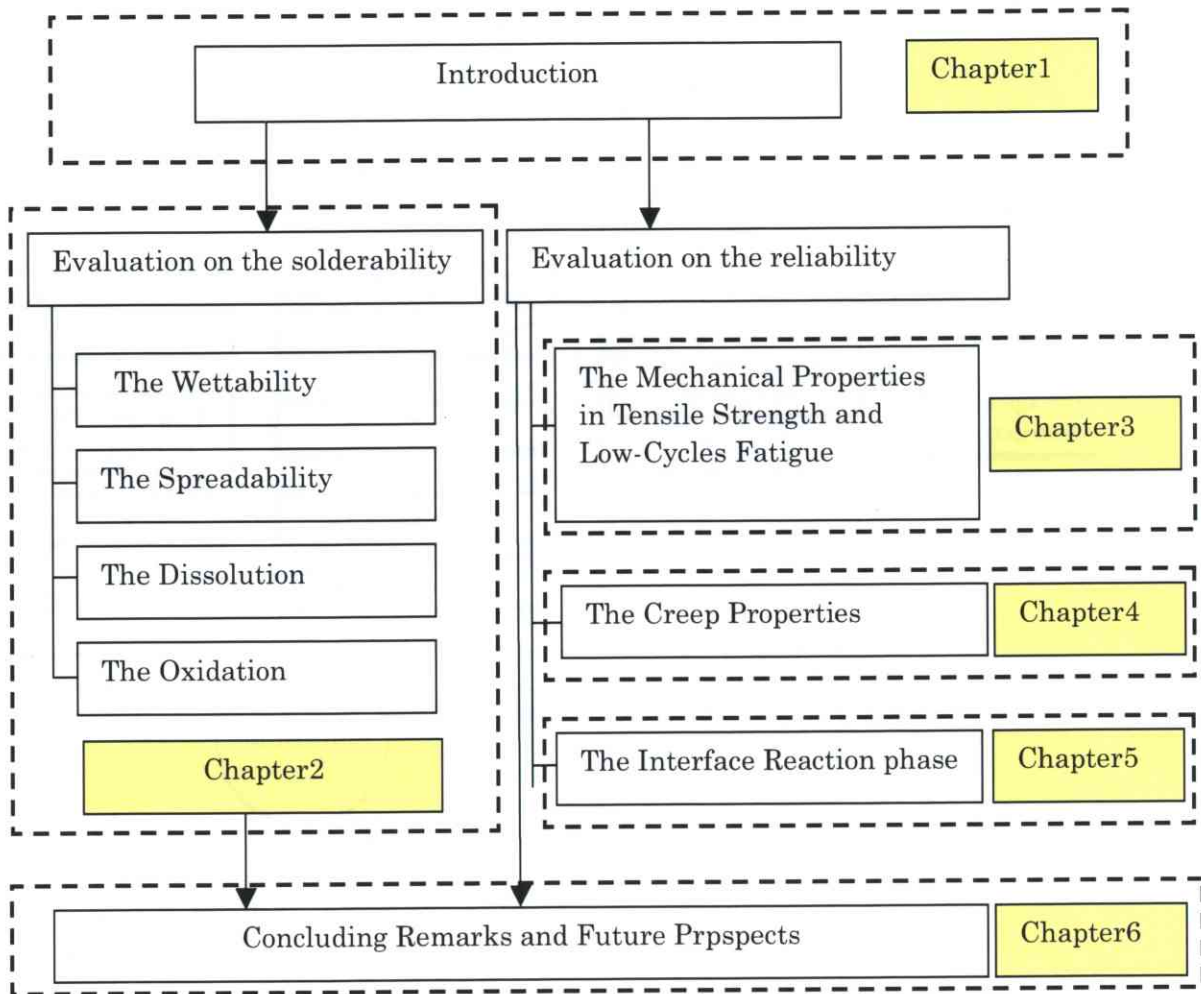 Introduction
Chapter1
Evaluation on the solderability
The Wettability
The Spreadability
The Dissolution
The Oxidation
Chapter2
Evaluation on the reliability
The Mechanical Properties
in Tensile Strength and
Low-Cycles Fatigue
Chapter3
The Creep Properties
Chapter4
The Interface Reaction phase
Chapter5
Concluding Remarks and Future Prpspects
Chapter6